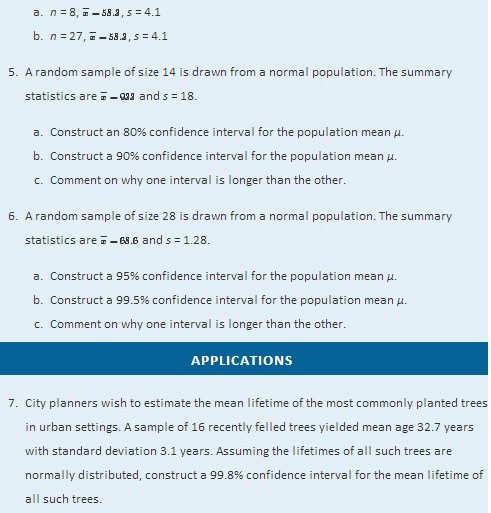 a. n = 8, x̅ = 58.3, s = 4.1
b. n = 27, x̅ = 58.3, s = 4.1
5. A random sample of size 14 is drawn from a normal population. The summary
statistics are x̅ = 933 and s = 18.
a. Construct an 80% confidence interval for the population mean μ.
b. Construct a 90% confidence interval for the population mean μ.
c. Comment on why one interval is longer than the other.
6. A random sample of size 28 is drawn from a normal population. The summary
statistics are x̅ = 68.6 and s = 1.28.
a. Construct a 95% confidence interval for the population mean μ.
b. Construct a 99.5% confidence interval for the population mean μ.
c. Comment on why one interval is longer than the other.
APPLICATIONS
7. City planners wish to estimate the mean lifetime of the most commonly planted trees
in urban settings. A sample of 16 recently felled trees yielded mean age 32.7 years
with standard deviation 3.1 years. Assuming the lifetimes of all such trees are
normally distributed, construct a 99.8% confidence interval for the mean lifetime of
all such trees.